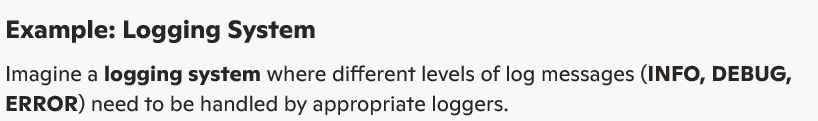 Example: Logging System
Imagine a logging system where different levels of log messages (INFO, DEBUG,
ERROR) need to be handled by appropriate loggers.